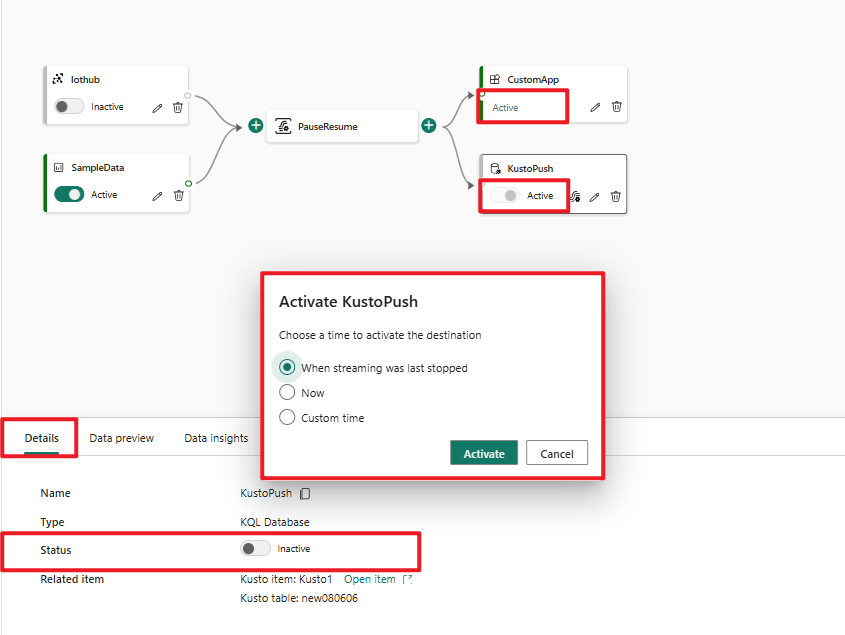 Iothub
Inactive
SampleData
Active
PauseResume
CustomApp
Active
KustoPush
Active
Activate KustoPush
Choose a time to activate the destination
When streaming was last stopped
Now
Custom time
Activate Cancel
Details Data preview Data insights
Name KustoPush
Type KQL Database
Status Inactive
Related item Kusto item: Kusto1 Open item
Kusto table: new080606